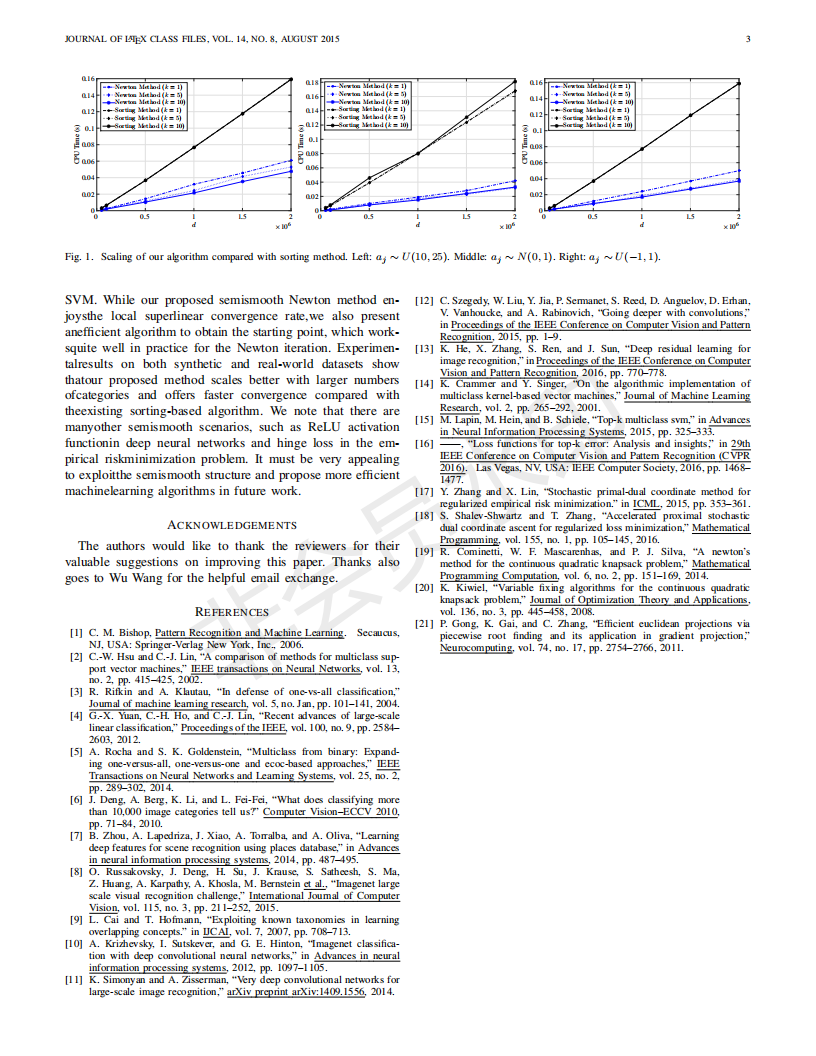 JOURNAL OF LATEX CLASS FILES, VOL. 14, NO. 8, AUGUST 2015
3
0.16
0.14
0.12
0.1
0.08
0.06
0.04
0.02
0
CPU Time (s)
Newton Method (k = 1)
Newton Method (k = 5)
Newton Method (k = 10)
Sorting Method (k = 1)
Sorting Method (k = 5)
Sorting Method (k = 10)
0 0.5 1 1.5 2
d
×10⁶
0.18
0.16
0.14
0.12
0.1
0.08
0.06
0.04
0.02
0
CPU Time (s)
Newton Method (k = 1)
Newton Method (k = 5)
Newton Method (k = 10)
Sorting Method (k = 1)
Sorting Method (k = 5)
Sorting Method (k = 10)
0 0.5 1 1.5 2
d
×10⁶
0.16
0.14
0.12
0.1
0.08
0.06
0.04
0.02
0
CPU Time (s)
Newton Method (k = 1)
Newton Method (k = 5)
Newton Method (k = 10)
Sorting Method (k = 1)
Sorting Method (k = 5)
Sorting Method (k = 10)
0 0.5 1 1.5 2
d
×10⁶
Fig. 1. Scaling of our algorithm compared with sorting method. Left: aj ∼ U(10, 25). Middle: aj ∼ N(0, 1). Right: aj ∼ U(−1, 1).
SVM. While our proposed semismooth Newton method en-
joysthe local superlinear convergence rate,we also present
anefficient algorithm to obtain the starting point, which work-
squite well in practice for the Newton iteration. Experimen-
talresults on both synthetic and real-world datasets show
thatour proposed method scales better with larger numbers
ofcategories and offers faster convergence compared with
theexisting sorting-based algorithm. We note that there are
manyother semismooth scenarios, such as ReLU activation
functionin deep neural networks and hinge loss in the em-
pirical riskminimization problem. It must be very appealing
to exploitthe semismooth structure and propose more efficient
machinelearning algorithms in future work.
ACKNOWLEDGEMENTS
The authors would like to thank the reviewers for their
valuable suggestions on improving this paper. Thanks also
goes to Wu Wang for the helpful email exchange.
REFERENCES
[1] C. M. Bishop, Pattern Recognition and Machine Learning. Secaucus,
NJ, USA: Springer-Verlag New York, Inc., 2006.
[2] C.-W. Hsu and C.-J. Lin, “A comparison of methods for multiclass sup-
port vector machines,” IEEE transactions on Neural Networks, vol. 13,
no. 2, pp. 415–425, 2002.
[3] R. Rifkin and A. Klautau, “In defense of one-vs-all classification,”
Journal of machine learning research, vol. 5, no. Jan, pp. 101–141, 2004.
[4] G.-X. Yuan, C.-H. Ho, and C.-J. Lin, “Recent advances of large-scale
linear classification,” Proceedings of the IEEE, vol. 100, no. 9, pp. 2584–
2603, 2012.
[5] A. Rocha and S. K. Goldenstein, “Multiclass from binary: Expand-
ing one-versus-all, one-versus-one and ecoc-based approaches,” IEEE
Transactions on Neural Networks and Learning Systems, vol. 25, no. 2,
pp. 289–302, 2014.
[6] J. Deng, A. Berg, K. Li, and L. Fei-Fei, “What does classifying more
than 10,000 image categories tell us?” Computer Vision–ECCV 2010,
pp. 71–84, 2010.
[7] B. Zhou, A. Lapedriza, J. Xiao, A. Torralba, and A. Oliva, “Learning
deep features for scene recognition using places database,” in Advances
in neural information processing systems, 2014, pp. 487–495.
[8] O. Russakovsky, J. Deng, H. Su, J. Krause, S. Satheesh, S. Ma,
Z. Huang, A. Karpathy, A. Khosla, M. Bernstein et al., “Imagenet large
scale visual recognition challenge,” International Journal of Computer
Vision, vol. 115, no. 3, pp. 211–252, 2015.
[9] L. Cai and T. Hofmann, “Exploiting known taxonomies in learning
overlapping concepts.” in IJCAI, vol. 7, 2007, pp. 708–713.
[10] A. Krizhevsky, I. Sutskever, and G. E. Hinton, “Imagenet classifica-
tion with deep convolutional neural networks,” in Advances in neural
information processing systems, 2012, pp. 1097–1105.
[11] K. Simonyan and A. Zisserman, “Very deep convolutional networks for
large-scale image recognition,” arXiv preprint arXiv:1409.1556, 2014.
[12] C. Szegedy, W. Liu, Y. Jia, P. Sermanet, S. Reed, D. Anguelov, D. Erhan,
V. Vanhoucke, and A. Rabinovich, “Going deeper with convolutions,”
in Proceedings of the IEEE Conference on Computer Vision and Pattern
Recognition, 2015, pp. 1–9.
[13] K. He, X. Zhang, S. Ren, and J. Sun, “Deep residual learning for
image recognition,” in Proceedings of the IEEE Conference on Computer
Vision and Pattern Recognition, 2016, pp. 770–778.
[14] K. Crammer and Y. Singer, “On the algorithmic implementation of
multiclass kernel-based vector machines,” Journal of Machine Learning
Research, vol. 2, pp. 265–292, 2001.
[15] M. Lapin, M. Hein, and B. Schiele, “Top-k multiclass svm,” in Advances
in Neural Information Processing Systems, 2015, pp. 325–333.
[16] ——, “Loss functions for top-k error: Analysis and insights,” in 29th
IEEE Conference on Computer Vision and Pattern Recognition (CVPR
2016). Las Vegas, NV, USA: IEEE Computer Society, 2016, pp. 1468–
1477.
[17] Y. Zhang and X. Lin, “Stochastic primal-dual coordinate method for
regularized empirical risk minimization.” in ICML, 2015, pp. 353–361.
[18] S. Shalev-Shwartz and T. Zhang, “Accelerated proximal stochastic
dual coordinate ascent for regularized loss minimization,” Mathematical
Programming, vol. 155, no. 1, pp. 105–145, 2016.
[19] R. Cominetti, W. F. Mascarenhas, and P. J. Silva, “A newton’s
method for the continuous quadratic knapsack problem,” Mathematical
Programming Computation, vol. 6, no. 2, pp. 151–169, 2014.
[20] K. Kiwiel, “Variable fixing algorithms for the continuous quadratic
knapsack problem,” Journal of Optimization Theory and Applications,
vol. 136, no. 3, pp. 445–458, 2008.
[21] P. Gong, K. Gai, and C. Zhang, “Efficient euclidean projections via
piecewise root finding and its application in gradient projection,”
Neurocomputing, vol. 74, no. 17, pp. 2754–2766, 2011.
非会员水印